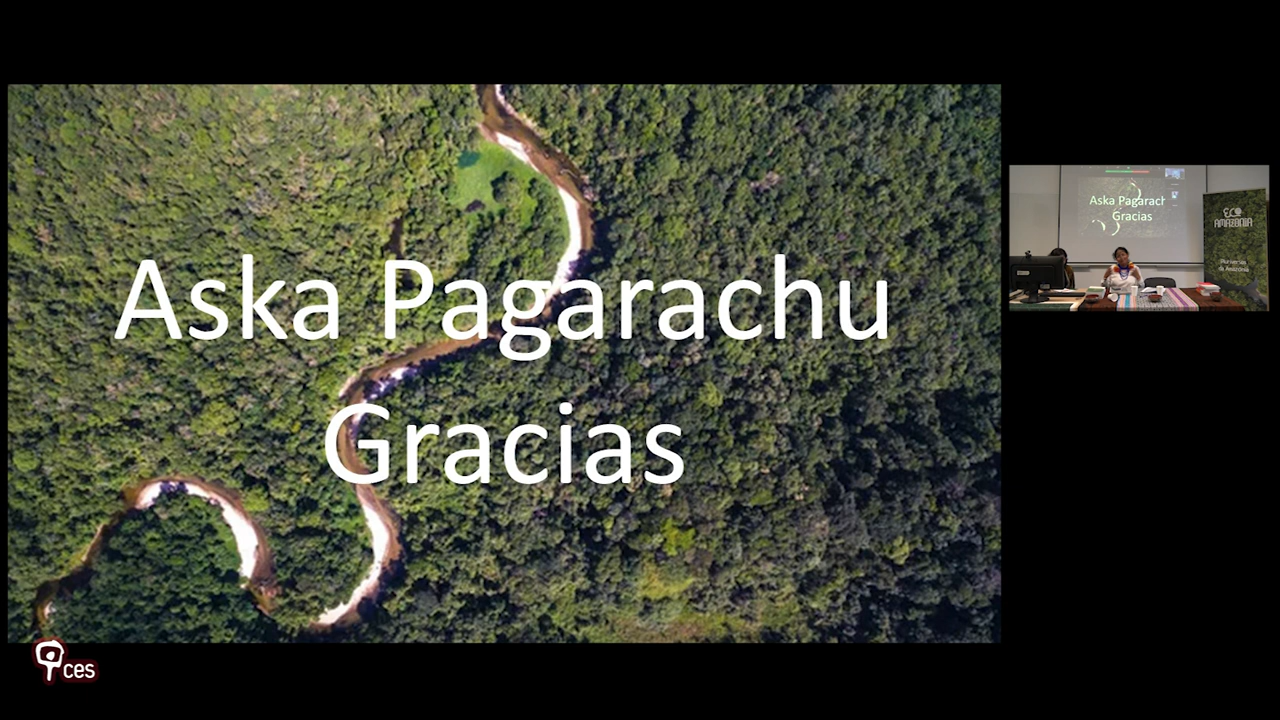 Aska Pagarachu
Gracias
Aska Pagarach
Gracias
ECO
AMAZONIA
ces